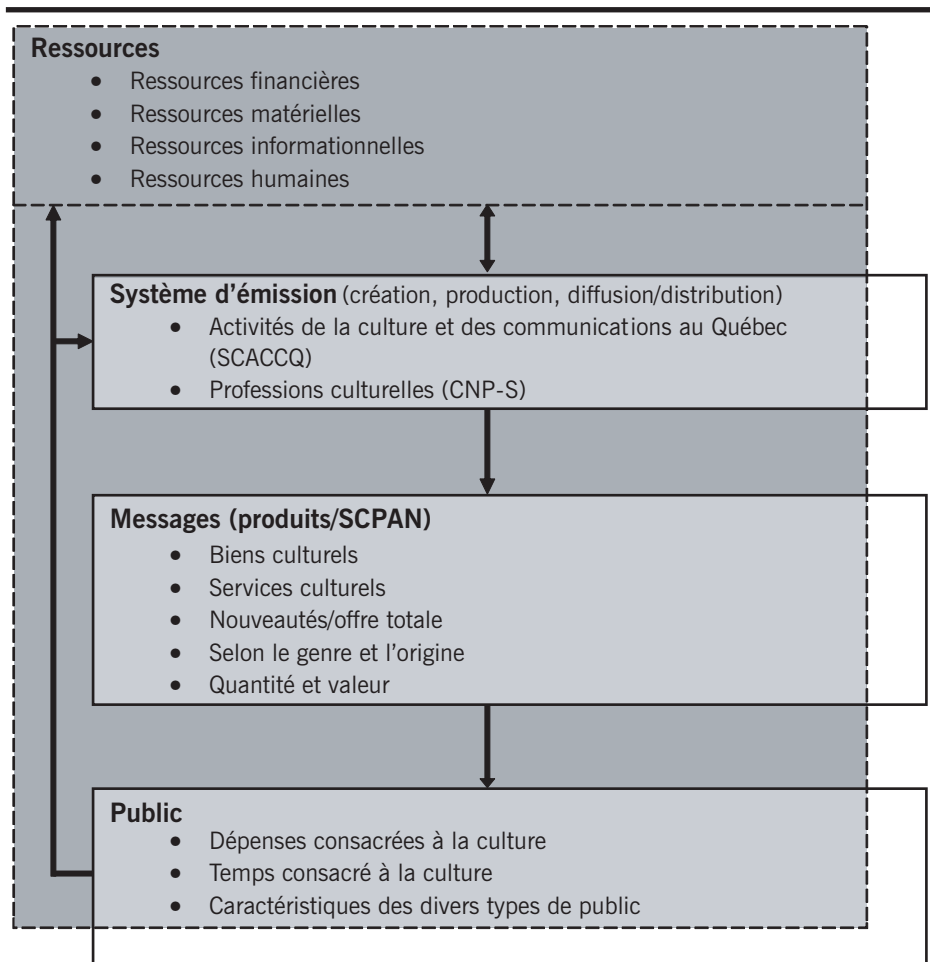 Ressources
• Ressources financières
• Ressources matérielles
• Ressources informationnelles
• Ressources humaines
Système d'émission (création, production, diffusion/distribution)
• Activités de la culture et des communications au Québec
(SCACCQ)
• Professions culturelles (CNP-S)
Messages (produits/SCPAN)
• Biens culturels
• Services culturels
• Nouveautés/offre totale
• Selon le genre et l'origine
• Quantité et valeur
Public
• Dépenses consacrées à la culture
• Temps consacré à la culture
• Caractéristiques des divers types de public